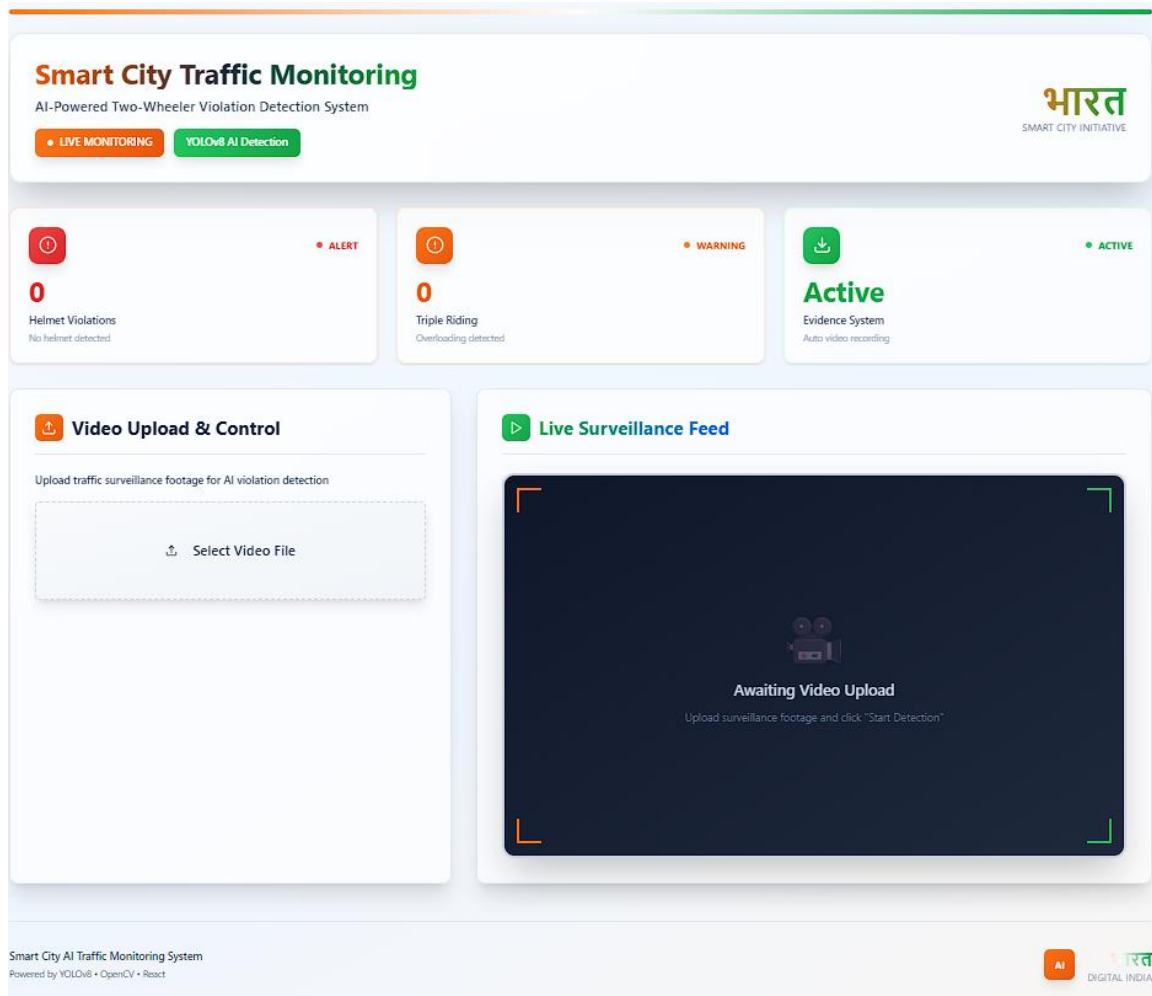 Smart City Traffic Monitoring
AI-Powered Two-Wheeler Violation Detection System
LIVE MONITORING
YOLOv8 AI Detection
भारत
SMART CITY INITIATIVE
ALERT
0
Helmet Violations
No helmet detected
WARNING
0
Triple Riding
Overloading detected
ACTIVE
Active
Evidence System
Auto video recording
Video Upload & Control
Upload traffic surveillance footage for AI violation detection
Select Video File
Live Surveillance Feed
Awaiting Video Upload
Upload surveillance footage and click "Start Detection"
Smart City AI Traffic Monitoring System
Powered by YOLOv8 • OpenCV • React
AI
DIGITAL INDIA